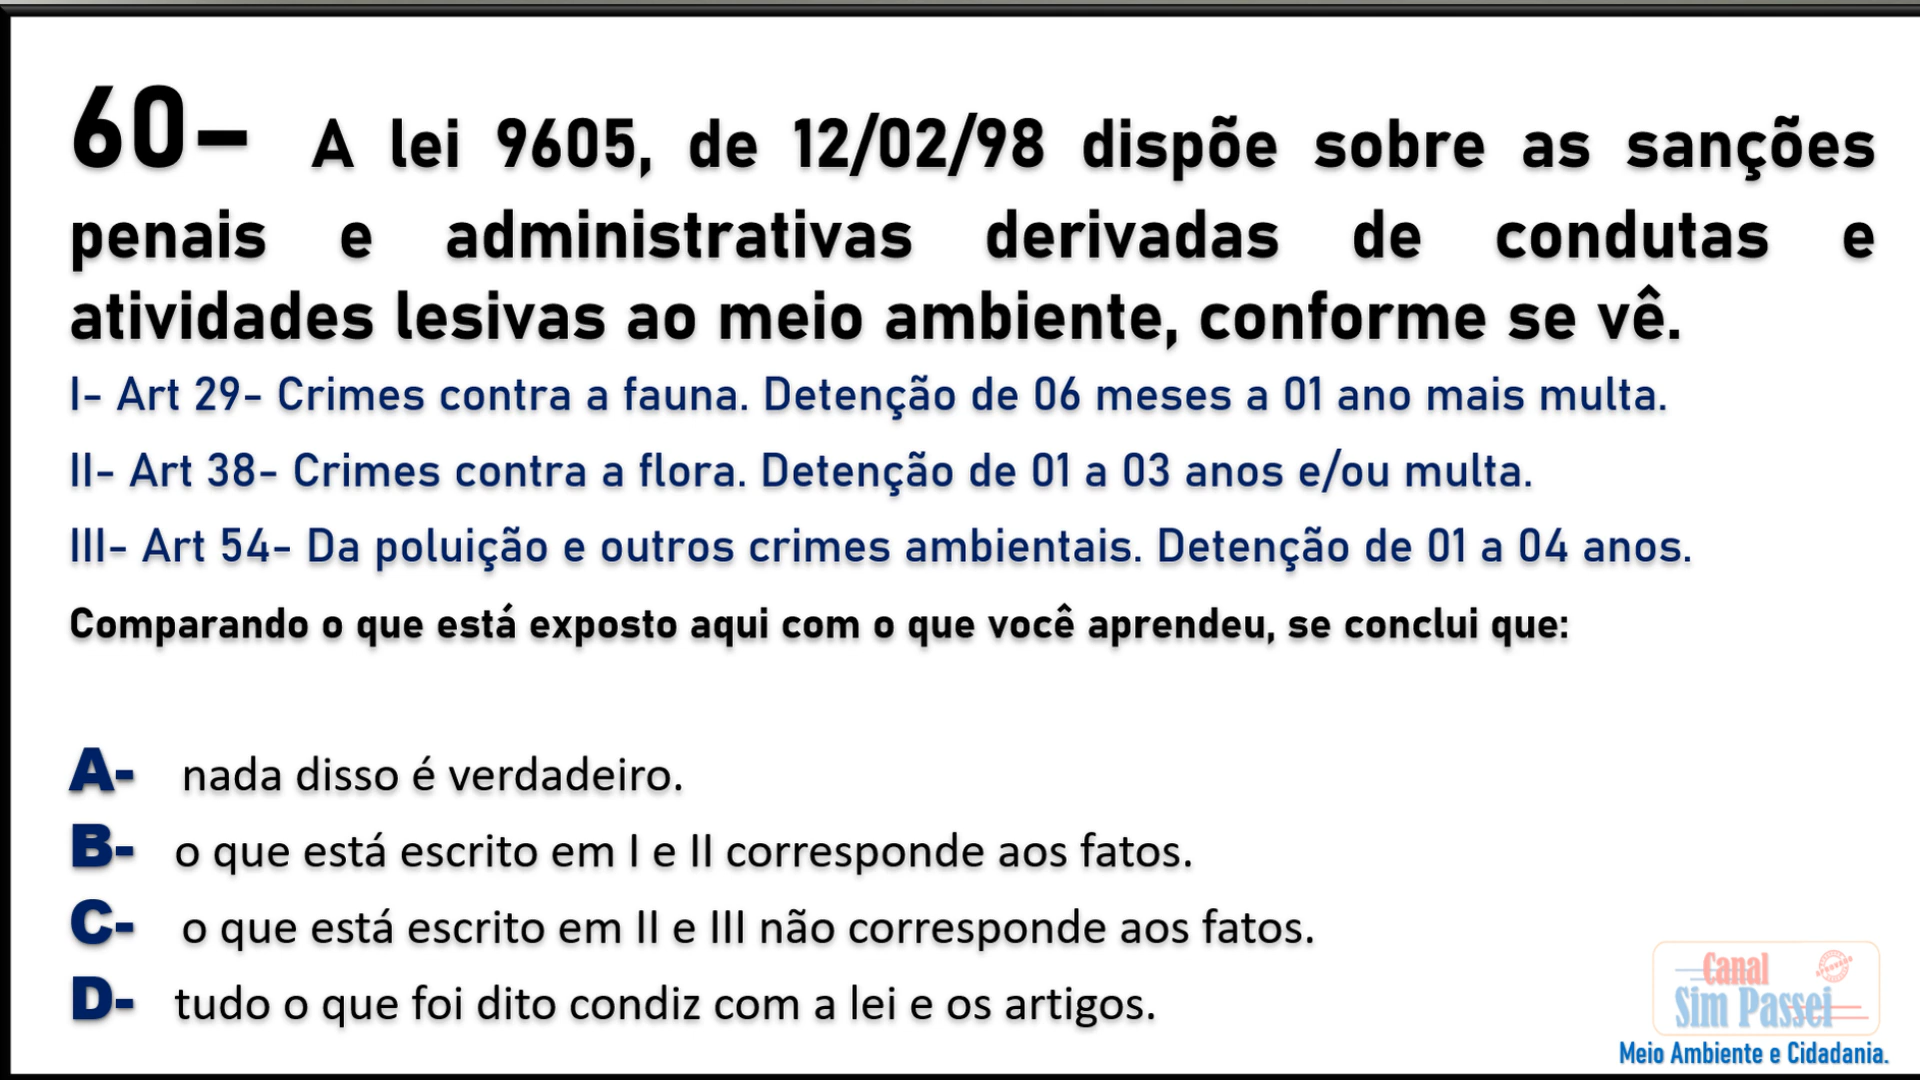 60– A lei 9605, de 12/02/98 dispõe sobre as sanções
penais e administrativas derivadas de condutas e
atividades lesivas ao meio ambiente, conforme se vê.
I- Art 29- Crimes contra a fauna. Detenção de 06 meses a 01 ano mais multa.
II- Art 38- Crimes contra a flora. Detenção de 01 a 03 anos e/ou multa.
III- Art 54- Da poluição e outros crimes ambientais. Detenção de 01 a 04 anos.
Comparando o que está exposto aqui com o que você aprendeu, se conclui que:
A- nada disso é verdadeiro.
B- o que está escrito em I e II corresponde aos fatos.
C- o que está escrito em II e III não corresponde aos fatos.
D- tudo o que foi dito condiz com a lei e os artigos.
Canal
Sim Passei
Meio Ambiente e Cidadania.